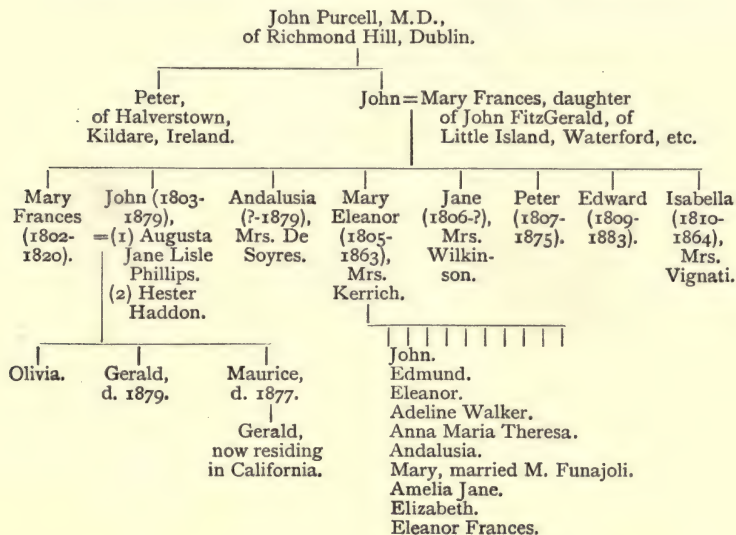 John Purcell, M.D.,
of Richmond Hill, Dublin.
Peter,
of Halverstown,
Kildare, Ireland.
John=Mary Frances, daughter
of John FitzGerald, of
Little Island, Waterford, etc.
Mary
Frances
(1802-
1820).
John (1803-
1879),
=(1) Augusta
Jane Lisle
Phillips.
(2) Hester
Haddon.
Andalusia
(?-1879),
Mrs. De
Soyres.
Mary
Eleanor
(1805-
1863),
Mrs.
Kerrich.
Jane
(1806-?),
Mrs.
Wilkin-
son.
Peter
(1807-
1875).
Edward
(1809-
1883).
Isabella
(1810-
1864),
Mrs.
Vignati.
Olivia.
Gerald,
d. 1879.
Maurice,
d. 1877.
Gerald,
now residing
in California.
John.
Edmund.
Eleanor.
Adeline Walker.
Anna Maria Theresa.
Andalusia.
Mary, married M. Funajoli.
Amelia Jane.
Elizabeth.
Eleanor Frances.